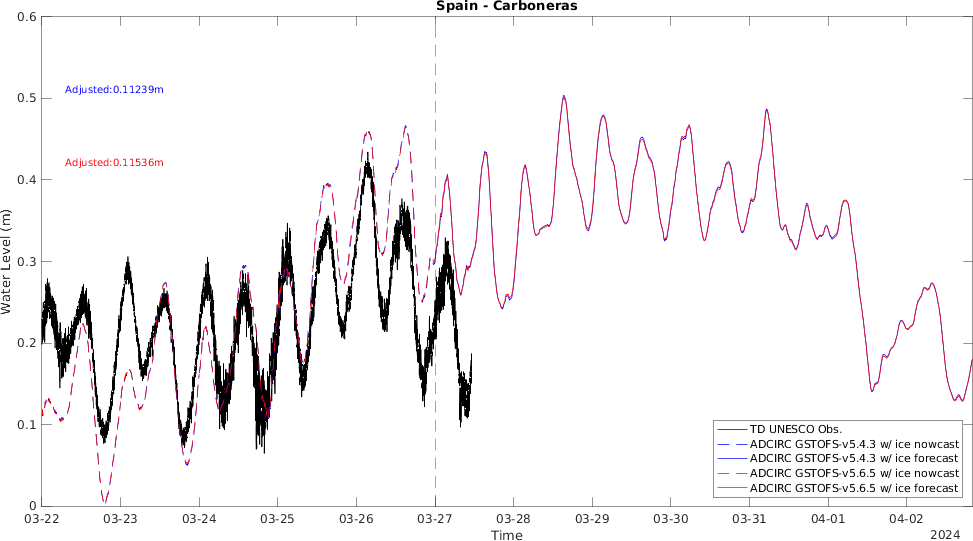 Spain - Carboneras
0.6
0.5
0.4
0.3
0.2
0.1
0
Water Level (m)
Adjusted:0.11239m
Adjusted:0.11536m
TD UNESCO Obs.
ADCIRC GSTOFS-v5.4.3 w/ ice nowcast
ADCIRC GSTOFS-v5.4.3 w/ ice forecast
ADCIRC GSTOFS-v5.6.5 w/ ice nowcast
ADCIRC GSTOFS-v5.6.5 w/ ice forecast
03-22 03-23 03-24 03-25 03-26 03-27 03-28 03-29 03-30 03-31 04-01 04-02
Time
2024